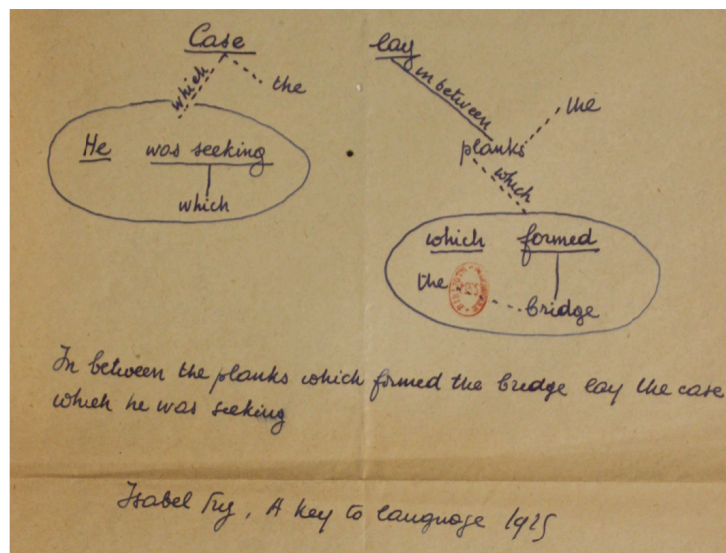 Case
which
the
He was seeking
which
lay
in between
the
planks
which
which formed
the
bridge
In between the planks which formed the bridge lay the case
which he was seeking
Isabel Fry, A key to language 1925